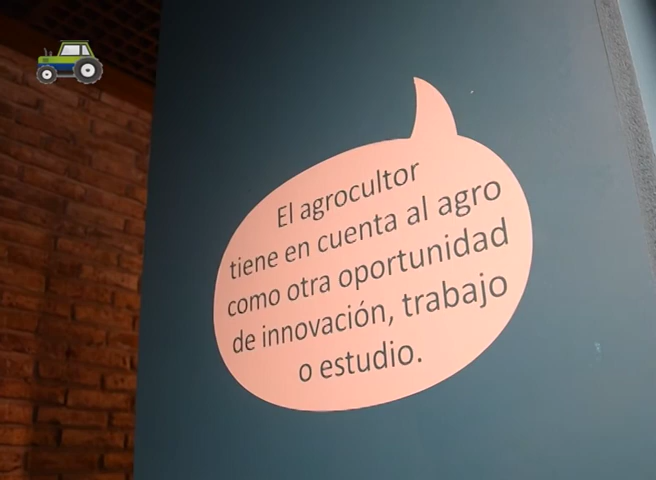 El agrocultor
tiene en cuenta al agro
como otra oportunidad
de innovación, trabajo
o estudio.